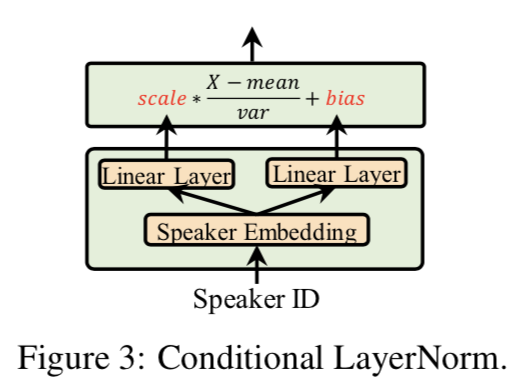 scale * \frac{X - mean}{var} + bias
Linear Layer
Linear Layer
Speaker Embedding
Speaker ID
Figure 3: Conditional LayerNorm.